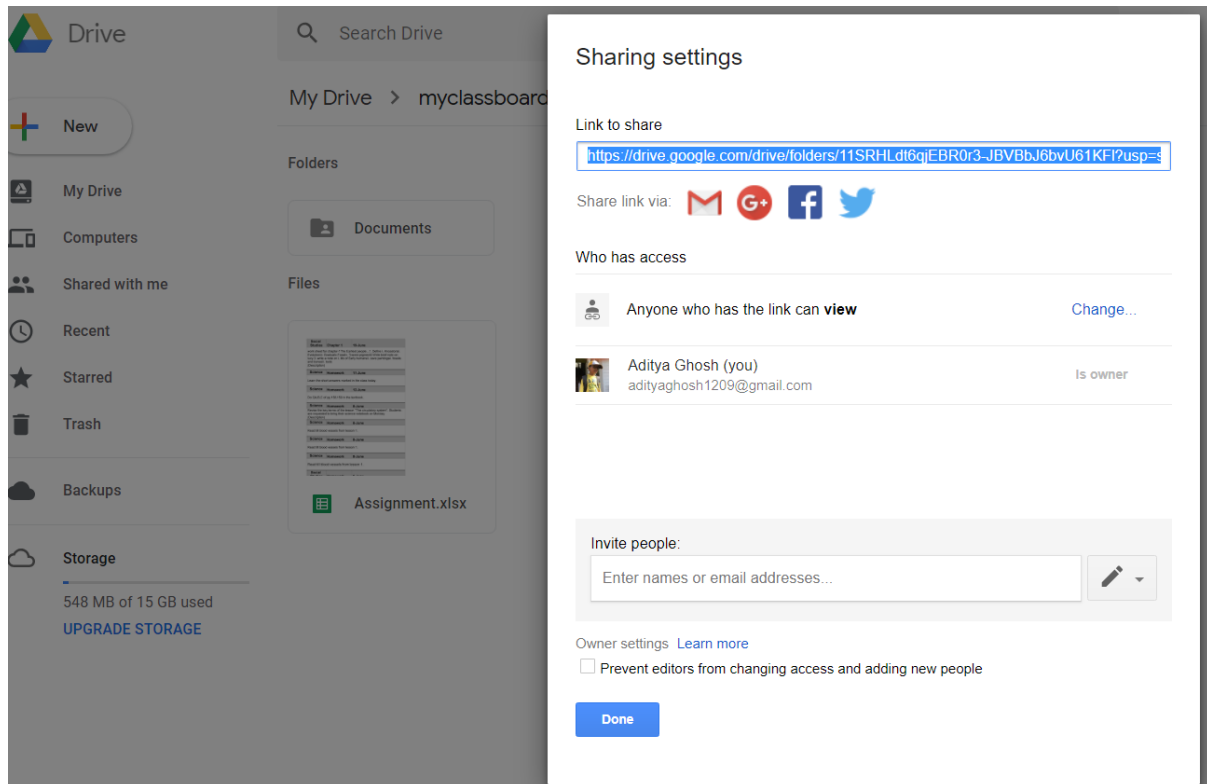 Drive
Search Drive
My Drive > myclassboard
New
My Drive
Computers
Shared with me
Recent
Starred
Trash
Backups
Storage
548 MB of 15 GB used
UPGRADE STORAGE
Folders
Documents
Files
Assignment.xlsx
Sharing settings
Link to share
https://drive.google.com/drive/folders/11SRHLdt6qjEBR0r3-JBVBbJ6bvU61KFI?usp=s
Share link via:
G+
Who has access
Anyone who has the link can view
Change...
Aditya Ghosh (you)
adityaghosh1209@gmail.com
Is owner
Invite people:
Enter names or email addresses...
Owner settings Learn more
Prevent editors from changing access and adding new people
Done